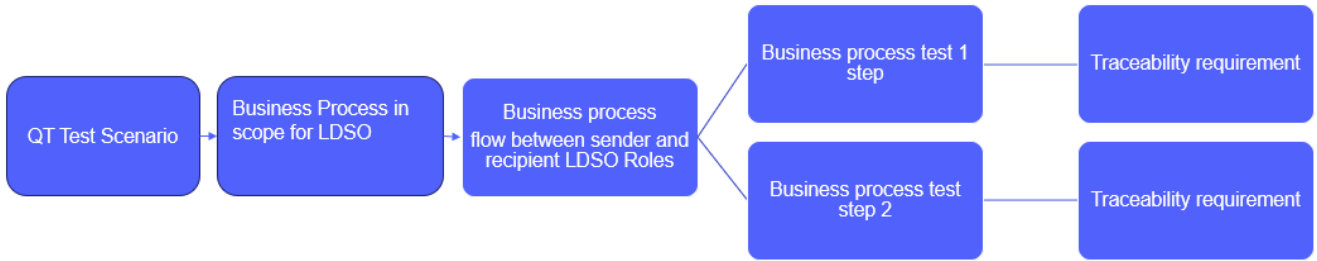 QT Test Scenario
Business Process in
scope for LDSO
Business process
flow between sender and
recipient LDSO Roles
Business process test 1
step
Traceability requirement
Business process test
step 2
Traceability requirement